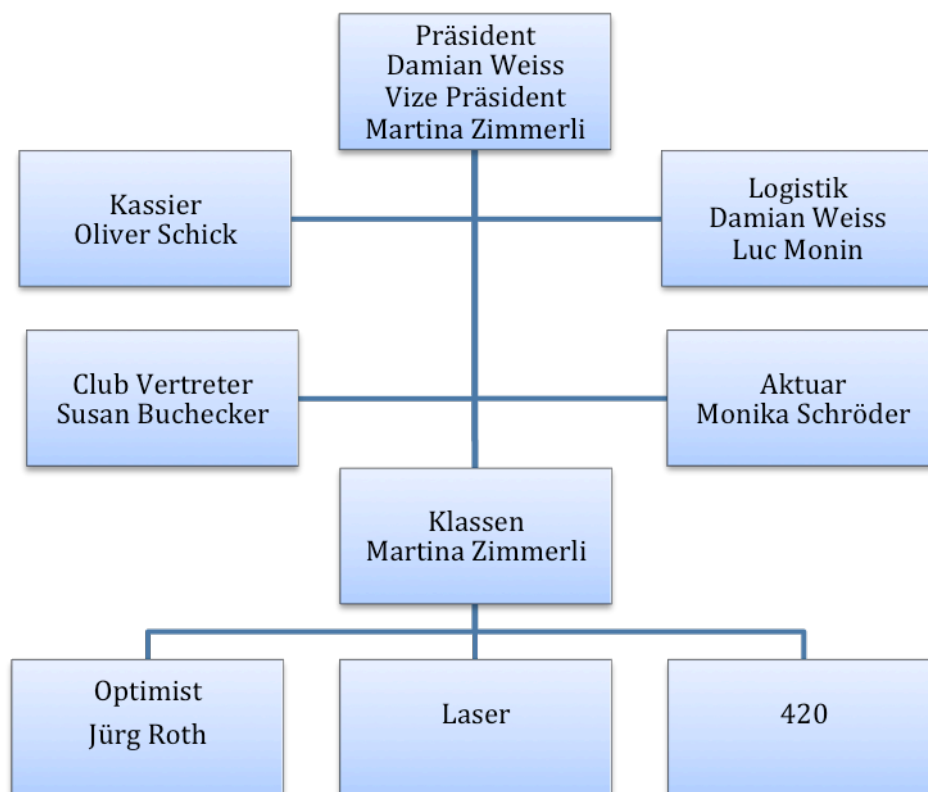 Präsident
Damian Weiss
Vize Präsident
Martina Zimmerli
Kassier
Oliver Schick
Logistik
Damian Weiss
Luc Monin
Club Vertreter
Susan Buchecker
Aktuar
Monika Schröder
Klassen
Martina Zimmerli
Optimist
Jürg Roth
Laser
420